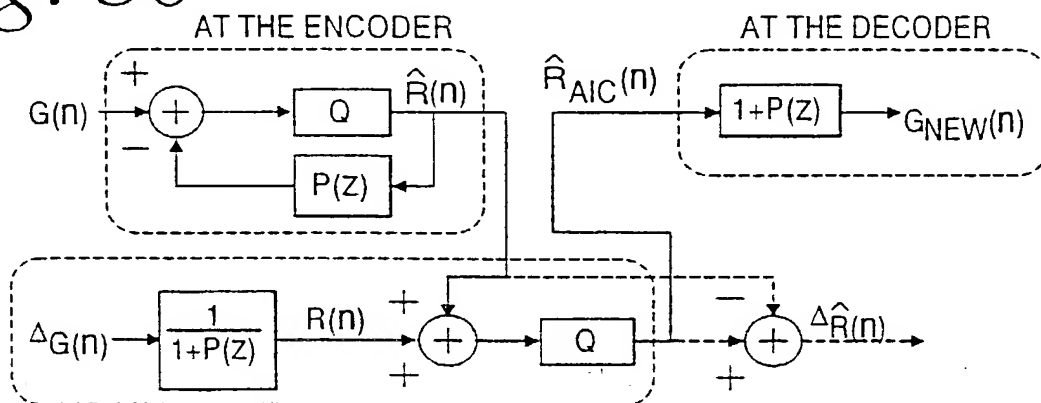 AT THE ENCODER
AT THE DECODER
+
G(n)
+
−
Q
R̂(n)
P(Z)
R̂AIC(n)
1+P(Z)
GNEW(n)
ΔG(n)
1
1+P(Z)
R(n)
+
+
+
Q
−
+
+
ΔR̂(n)